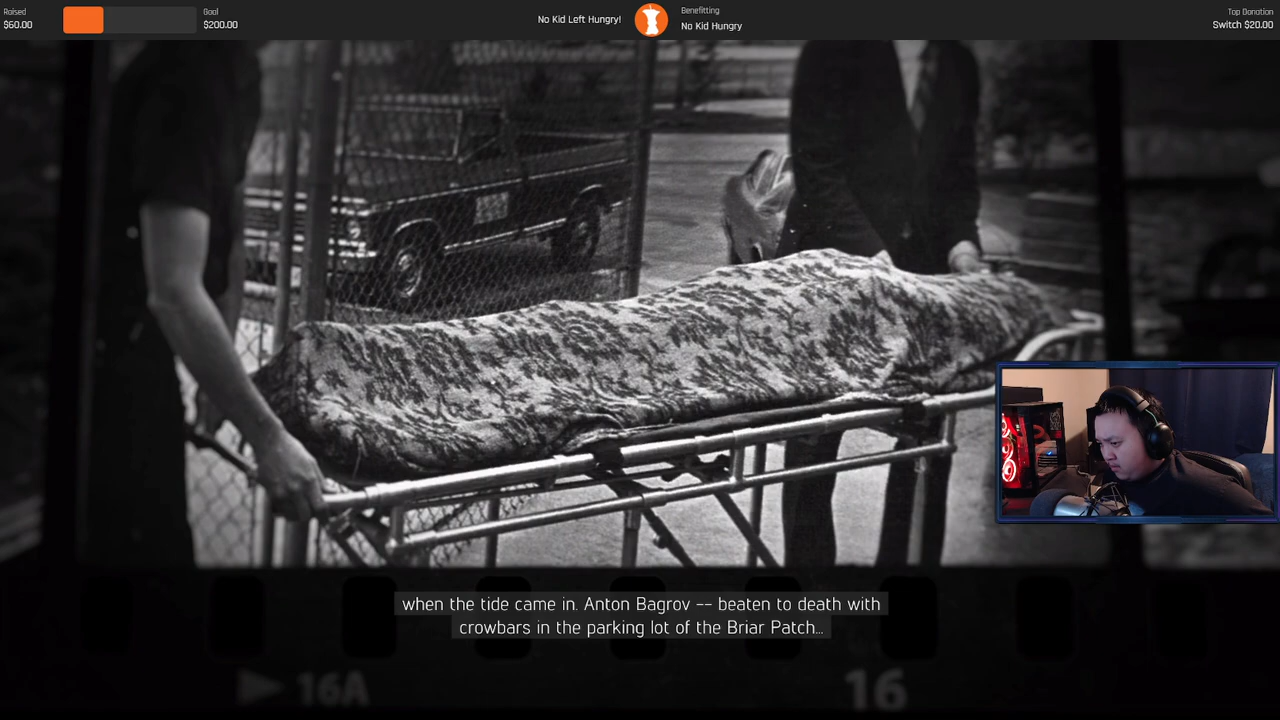 Raised
$60.00
Goal
$200.00
No Kid Left Hungry!
Benefitting
No Kid Hungry
Top Donation
Switch $20.00
when the tide came in. Anton Bagrov -- beaten to death with
crowbars in the parking lot of the Briar Patch...
16A
16